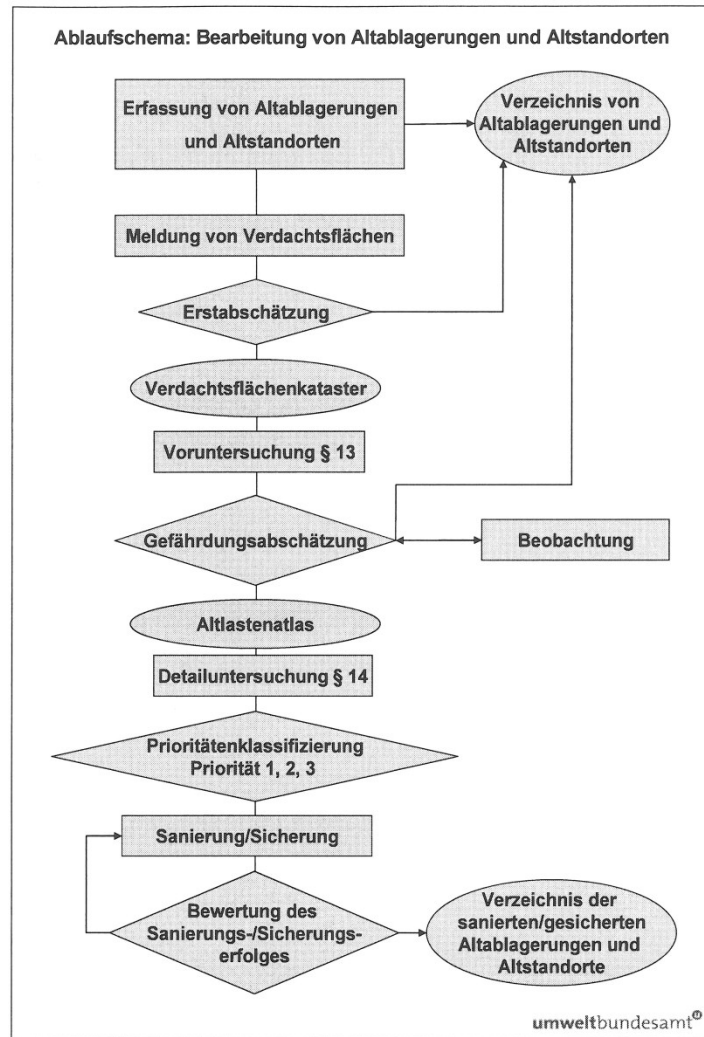 Ablaufschema: Bearbeitung von Altablagerungen und Altstandorten
Erfassung von Altablagerungen
und Altstandorten
Verzeichnis von
Altablagerungen und
Altstandorten
Meldung von Verdachtsflächen
Erstabschätzung
Verdachtsflächenkataster
Voruntersuchung § 13
Gefährdungsabschätzung
Beobachtung
Altlastenatlas
Detailuntersuchung § 14
Prioritätenklassifizierung
Priorität 1, 2, 3
Sanierung/Sicherung
Bewertung des
Sanierungs-/Sicherungs-
erfolges
Verzeichnis der
sanierten/gesicherten
Altablagerungen und
Altstandorte
umweltbundesamt